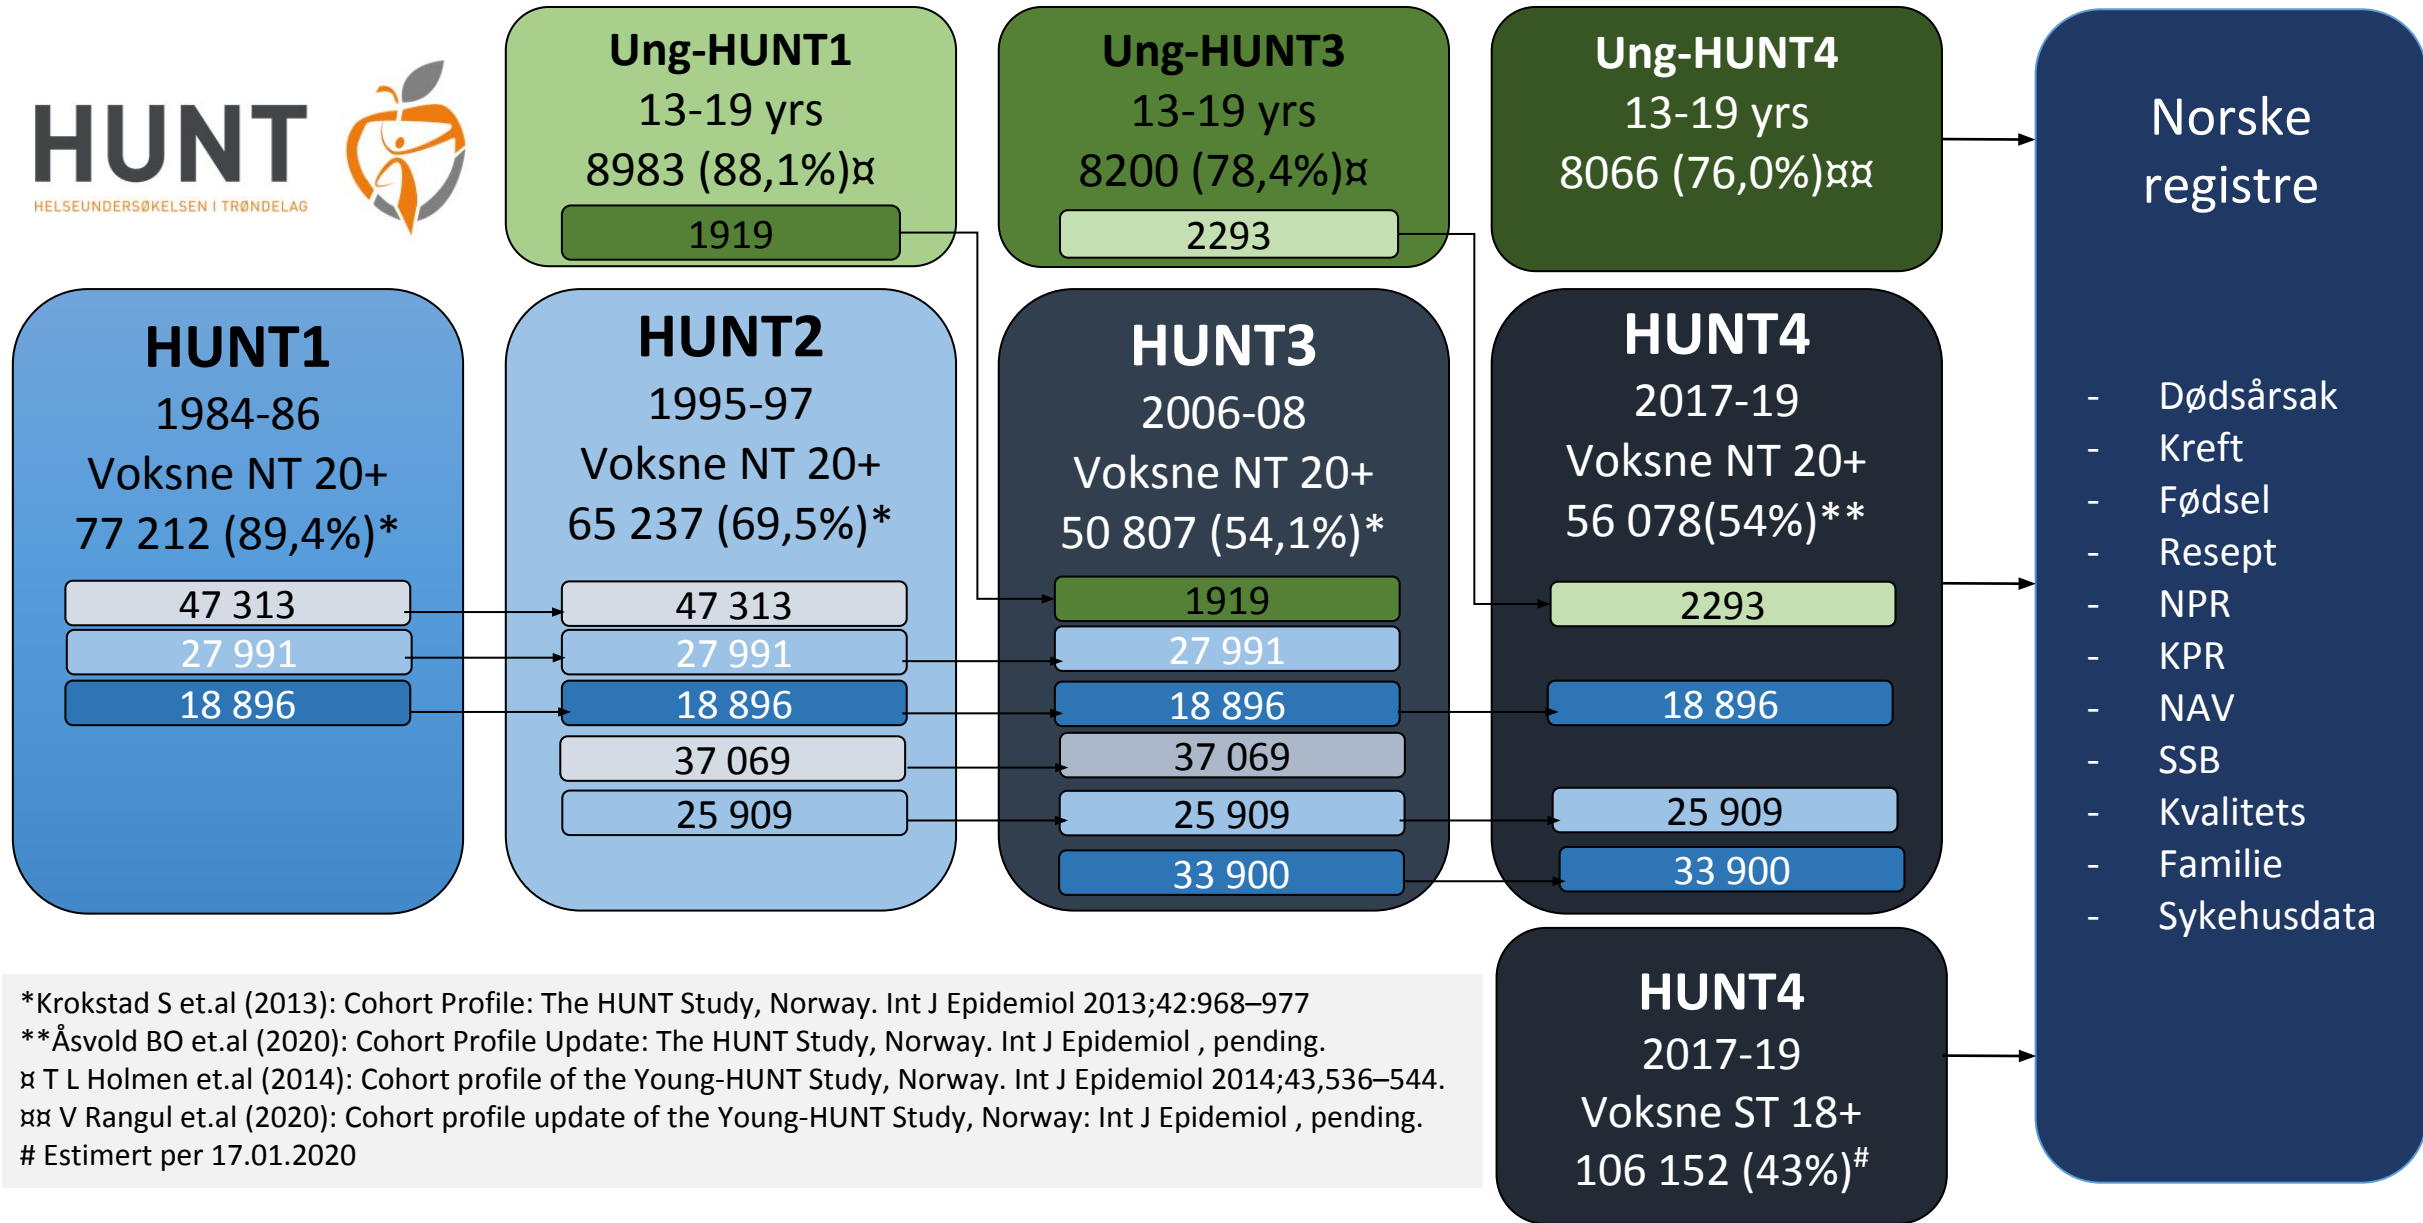 HUNT
HELSEUNDERSØKELSEN I TRØNDELAG
Ung-HUNT1
13-19 yrs
8983 (88,1%)¤
1919
Ung-HUNT3
13-19 yrs
8200 (78,4%)¤
2293
Ung-HUNT4
13-19 yrs
8066 (76,0%)¤¤
HUNT1
1984-86
Voksne NT 20+
77 212 (89,4%)*
47 313
27 991
18 896
HUNT2
1995-97
Voksne NT 20+
65 237 (69,5%)*
47 313
27 991
18 896
37 069
25 909
HUNT3
2006-08
Voksne NT 20+
50 807 (54,1%)*
1919
27 991
18 896
37 069
25 909
33 900
HUNT4
2017-19
Voksne NT 20+
56 078(54%)**
2293
18 896
25 909
33 900
HUNT4
2017-19
Voksne ST 18+
106 152 (43%)#
Norske
registre
- Dødsårsak
- Kreft
- Fødsel
- Resept
- NPR
- KPR
- NAV
- SSB
- Kvalitets
- Familie
- Sykehusdata
*Krokstad S et.al (2013): Cohort Profile: The HUNT Study, Norway. Int J Epidemiol 2013;42:968–977
**Åsvold BO et.al (2020): Cohort Profile Update: The HUNT Study, Norway. Int J Epidemiol , pending.
¤ T L Holmen et.al (2014): Cohort profile of the Young-HUNT Study, Norway. Int J Epidemiol 2014;43,536–544.
¤¤ V Rangul et.al (2020): Cohort profile update of the Young-HUNT Study, Norway: Int J Epidemiol , pending.
# Estimert per 17.01.2020